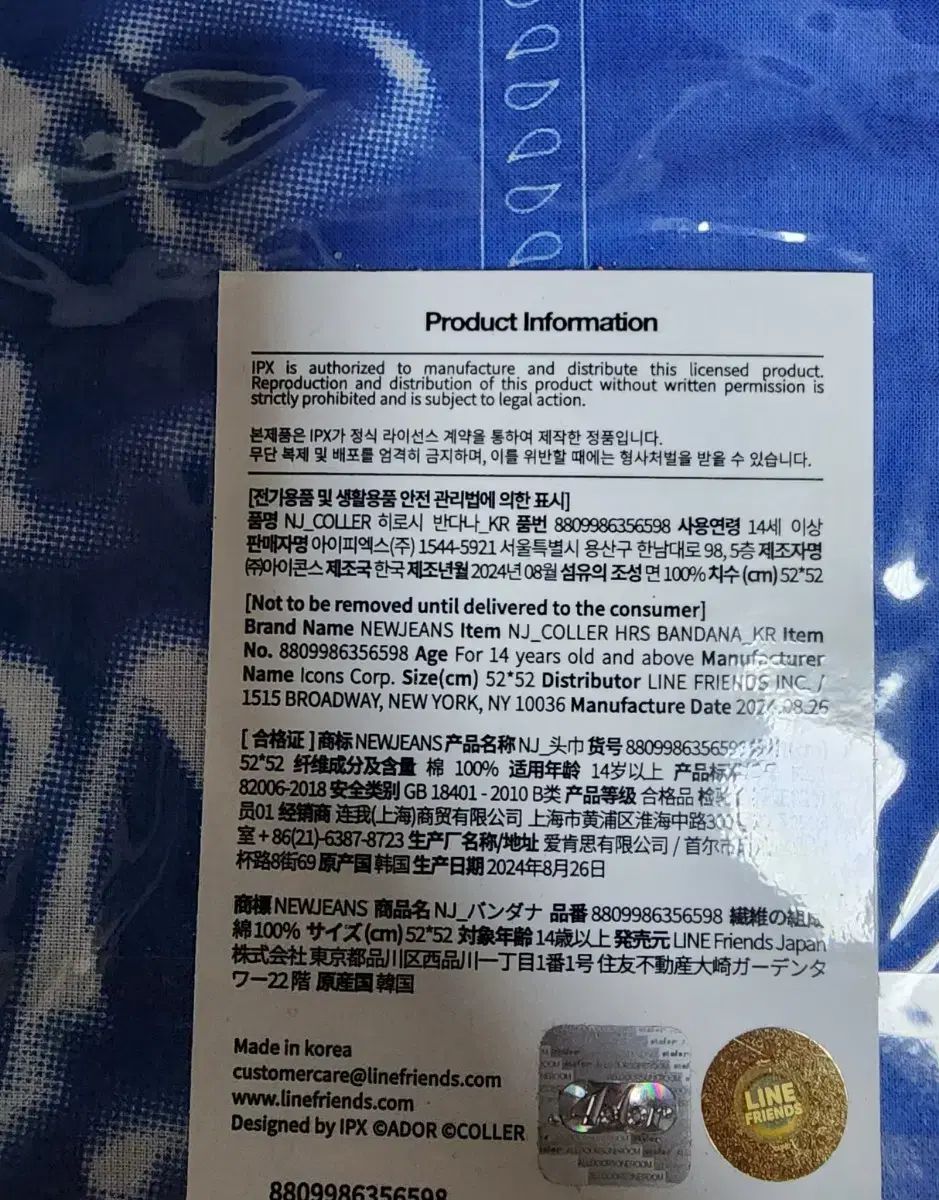 Product Information
IPX is authorized to manufacture and distribute this licensed product.
Reproduction and distribution of this product without written permission is
strictly prohibited and is subject to legal action.
본제품은 IPX가 정식 라이선스 계약을 통하여 제작한 정품입니다.
무단 복제 및 배포를 엄격히 금지하며, 이를 위반할 때에는 형사처벌을 받을 수 있습니다.
[전기용품 및 생활용품 안전 관리법에 의한 표시]
품명 NJ_COLLER 히로시 반다나_KR 품번 8809986356598 사용연령 14세 이상
판매자명 아이피엑스(주) 1544-5921 서울특별시 용산구 한남대로 98, 5층 제조자명
㈜아이콘스 제조국 한국 제조년월 2024년 08월 섬유의 조성 면 100% 치수 (cm) 52*52
[Not to be removed until delivered to the consumer]
Brand Name NEWJEANS Item NJ_COLLER HRS BANDANA_KR Item
No. 8809986356598 Age For 14 years old and above Manufacturer
Name Icons Corp. Size(cm) 52*52 Distributor LINE FRIENDS INC. /
1515 BROADWAY, NEW YORK, NY 10036 Manufacture Date 2024.08.26
[ 合格证 ] 商标 NEWJEANS 产品名称 NJ_头巾 货号 880998635659
52*52 纤维成分及含量 棉 100% 适用年龄 14岁以上 产品标
82006-2018 安全类别 GB 18401 - 2010 B类 产品等级 合格品 检
员01 经销商 连我(上海)商贸有限公司 上海市黄浦区淮海中路300
室 + 86(21)-6387-8723 生产厂名称/地址 爱肯思有限公司 / 首尔市
杯路8街69 原产国 韩国 生产日期 2024年8月26日
商標 NEWJEANS 商品名 NJ_バンダナ 品番 8809986356598 繊維の組成
綿100% サイズ (cm) 52*52 対象年齢 14歳以上 発売元 LINE Friends Japan
株式会社 東京都品川区西品川一丁目1番1号 住友不動産大崎ガーデンタ
ワー22 階 原産国 韓国
Made in korea
customercare@linefriends.com
www.linefriends.com
Designed by IPX ©ADOR ©COLLER
LINE
FRIENDS
ALLDOORSONEROOM
8809986356598